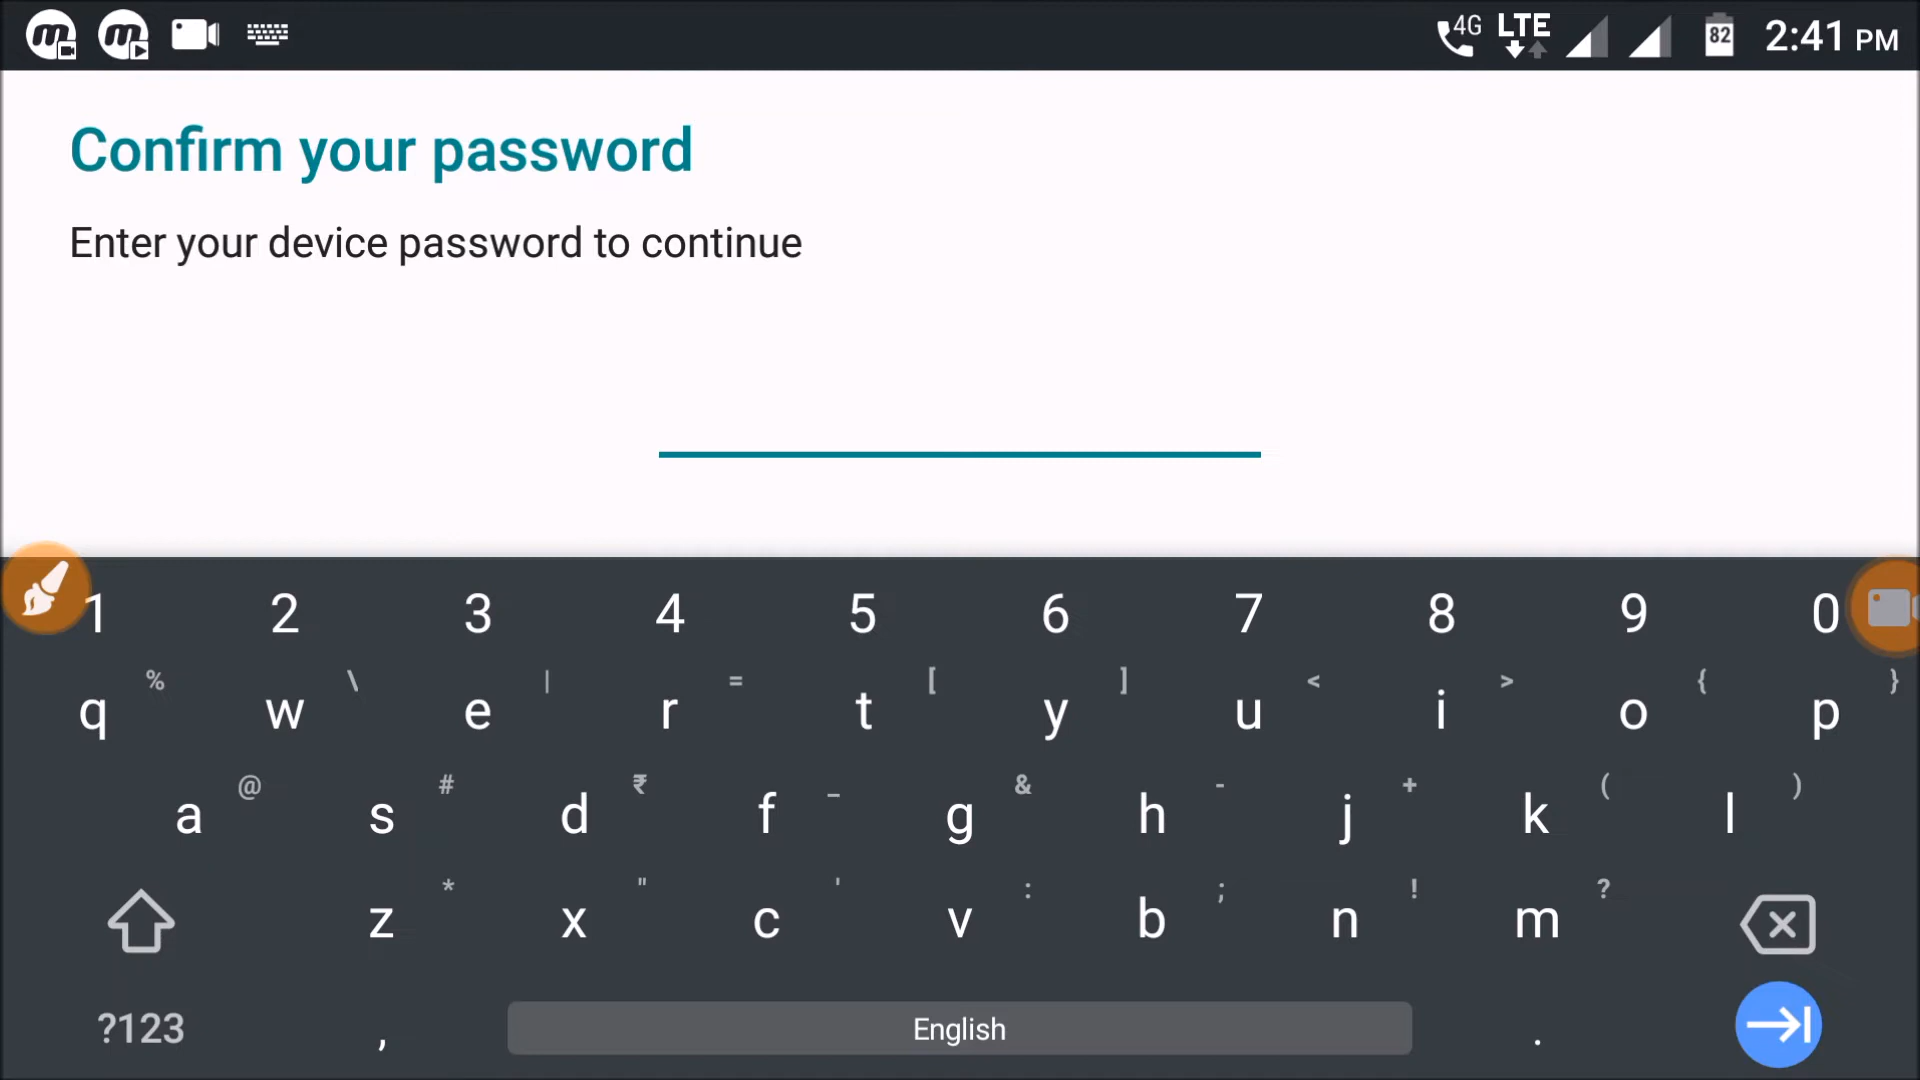 4G LTE 82 2:41 PM
Confirm your password
Enter your device password to continue
1 2 3 4 5 6 7 8 9 0
% \ | = [ ] < > { }
q w e r t y u i o p
@ # ₹ _ & - + ( )
a s d f g h j k l
* " ' : ; ! ?
z x c v b n m
?123 , English .